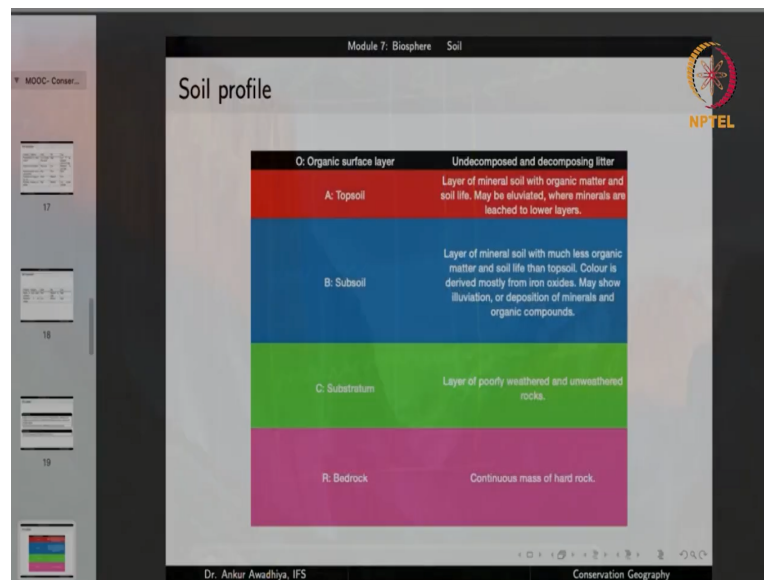 Module 7: Biosphere Soil
MOOC- Conser...
Soil profile
NPTEL
O: Organic surface layer Undecomposed and decomposing litter
A: Topsoil Layer of mineral soil with organic matter and
soil life. May be eluviated, where minerals are
leached to lower layers.
B: Subsoil Layer of mineral soil with much less organic
matter and soil life than topsoil. Colour is
derived mostly from iron oxides. May show
illuviation, or deposition of minerals and
organic compounds.
C: Substratum Layer of poorly weathered and unweathered
rocks.
R: Bedrock Continuous mass of hard rock.
17
18
19
Dr. Ankur Awadhiya, IFS Conservation Geography